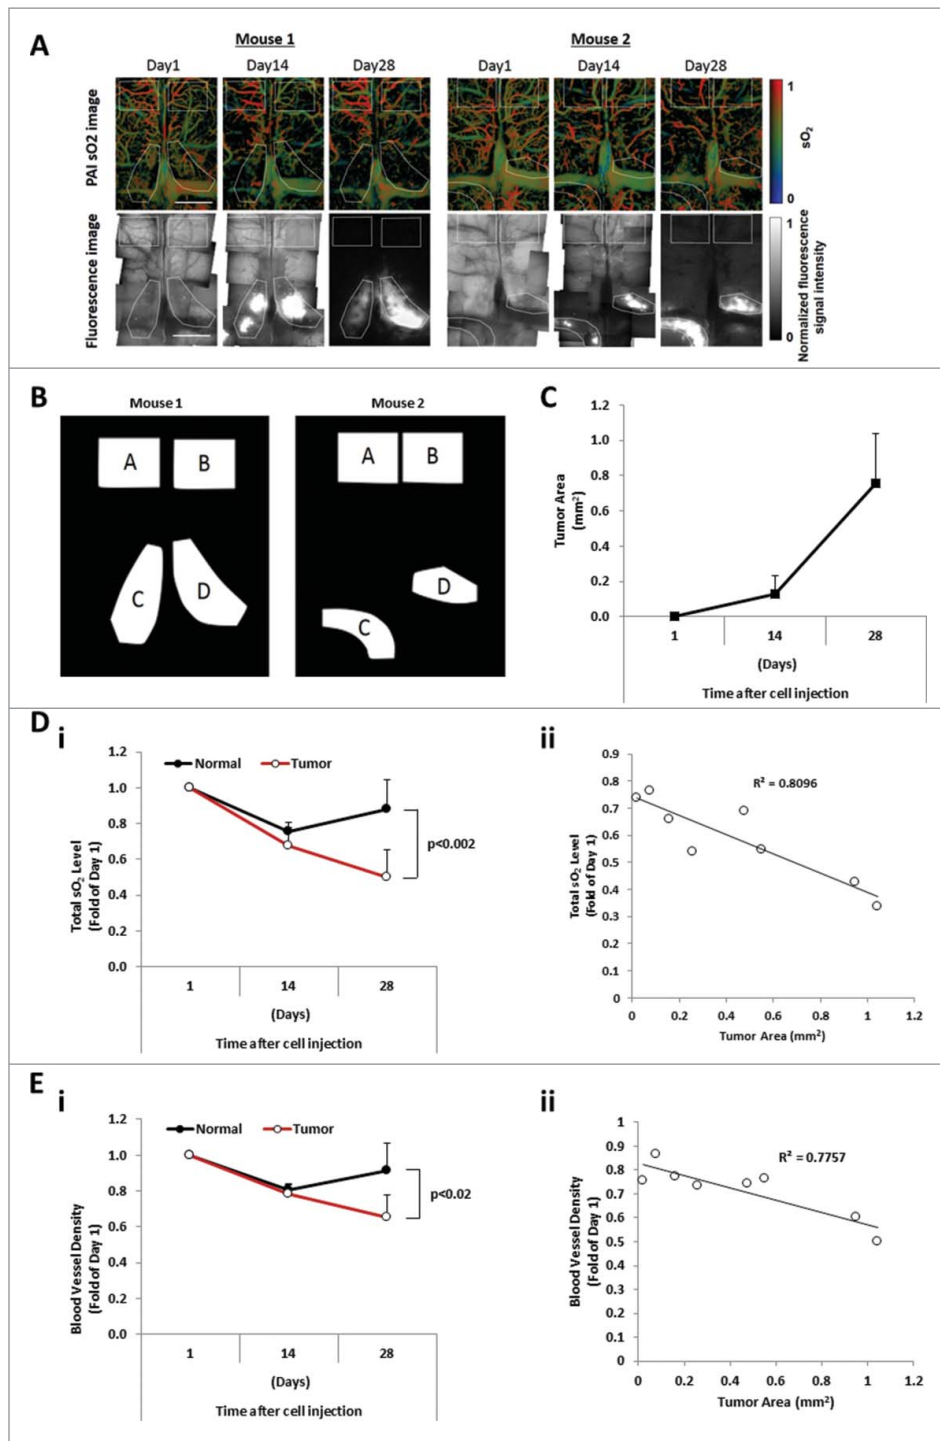 A
Mouse 1
Mouse 2
Day1
Day14
Day28
Day1
Day14
Day28
PAI sO2 image
1
sO₂
0
Fluorescence image
1
Normalized fluorescence
signal intensity
0
B
Mouse 1
Mouse 2
A
B
C
D
A
B
C
D
C
1.2
1.0
0.8
0.6
0.4
0.2
0.0
Tumor Area
(mm²)
1
14
28
(Days)
Time after cell injection
D
i
1.2
1.0
0.8
0.6
0.4
0.2
0.0
Total sO₂ Level
(Fold of Day 1)
Normal
Tumor
p<0.002
1
14
28
(Days)
Time after cell injection
ii
0.9
0.8
0.7
0.6
0.5
0.4
0.3
0.2
0.1
0
Total sO₂ Level
(Fold of Day 1)
R² = 0.8096
0
0.2
0.4
0.6
0.8
1
1.2
Tumor Area (mm²)
E
i
1.2
1.0
0.8
0.6
0.4
0.2
0.0
Blood Vessel Density
(Fold of Day 1)
Normal
Tumor
p<0.02
1
14
28
(Days)
Time after cell injection
ii
1
0.9
0.8
0.7
0.6
0.5
0.4
0.3
0.2
0.1
0
Blood Vessel Density
(Fold of Day 1)
R² = 0.7757
0
0.2
0.4
0.6
0.8
1
1.2
Tumor Area (mm²)